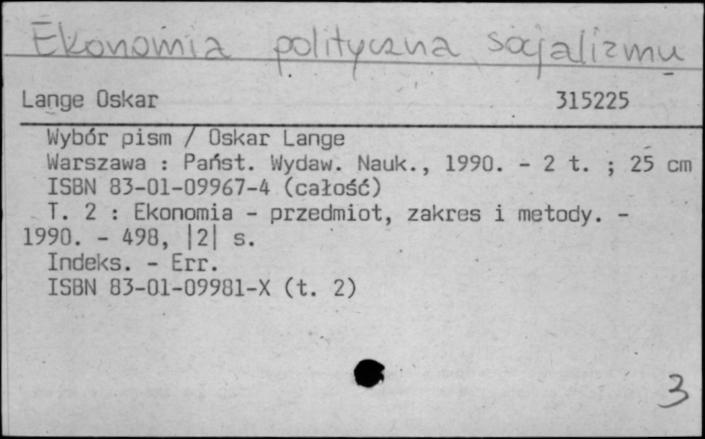 Ekonomia polityczna socjalizmu
Lange Oskar 315225
Wybór pism / Oskar Lange
Warszawa : Państ. Wydaw. Nauk., 1990. - 2 t. ; 25 cm
ISBN 83-01-09967-4 (całość)
T. 2 : Ekonomia - przedmiot, zakres i metody. -
1990. - 498, |2| s.
Indeks. - Err.
ISBN 83-01-09981-X (t. 2)
3